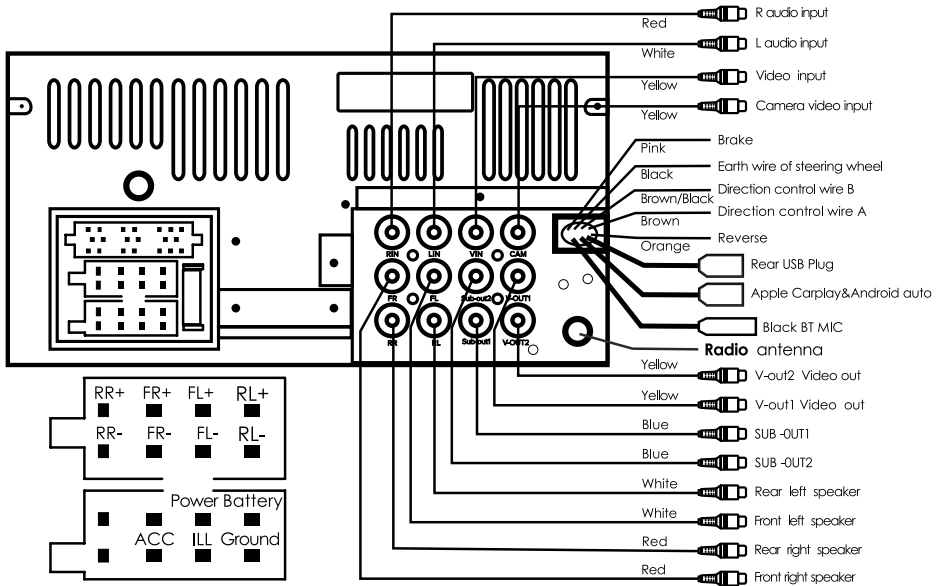 Red R audio input
White L audio input
Yellow Video input
Yellow Camera video input
Pink Brake
Black Earth wire of steering wheel
Brown/Black Direction control wire B
Brown Direction control wire A
Orange Reverse
Rear USB Plug
Apple Carplay&Android auto
Black BT MIC
Radio antenna
RIN LIN VIN CAM
FR FL Sub-out2 V-OUT1
RR RL Sub-out1 V-OUT2
Yellow V-out2 Video out
Yellow V-out1 Video out
Blue SUB -0UT1
Blue SUB -0UT2
White Rear left speaker
White Front left speaker
Red Rear right speaker
Red Front right speaker
RR+ FR+ FL+ RL+
RR- FR- FL- RL-
Power Battery
ACC ILL Ground